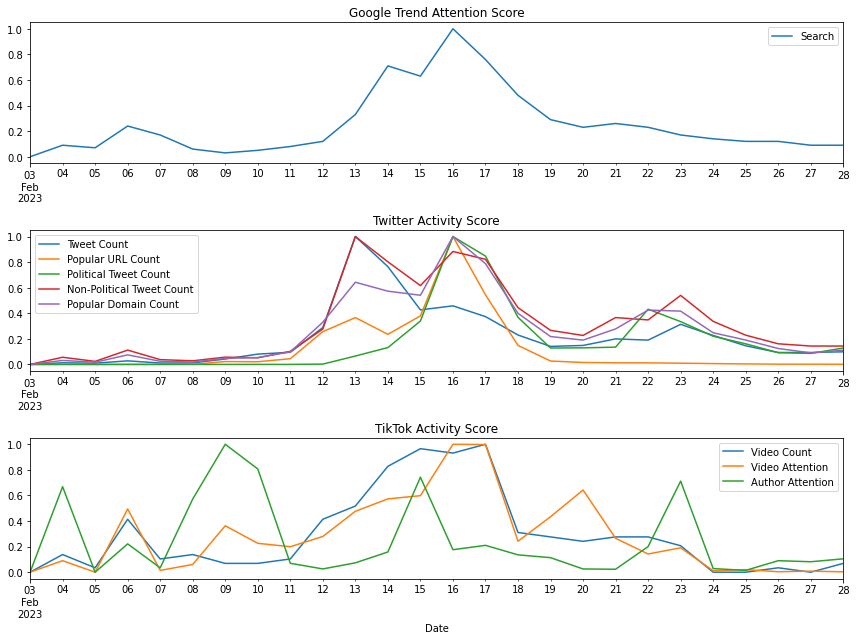 Google Trend Attention Score
1.0
0.8
0.6
0.4
0.2
0.0
Search
03 04 05 06 07 08 09 10 11 12 13 14 15 16 17 18 19 20 21 22 23 24 25 26 27 28
Feb
2023
Twitter Activity Score
1.0
0.8
0.6
0.4
0.2
0.0
Tweet Count
Popular URL Count
Political Tweet Count
Non-Political Tweet Count
Popular Domain Count
03 04 05 06 07 08 09 10 11 12 13 14 15 16 17 18 19 20 21 22 23 24 25 26 27 28
Feb
2023
TikTok Activity Score
1.0
0.8
0.6
0.4
0.2
0.0
Video Count
Video Attention
Author Attention
03 04 05 06 07 08 09 10 11 12 13 14 15 16 17 18 19 20 21 22 23 24 25 26 27 28
Feb
2023
Date